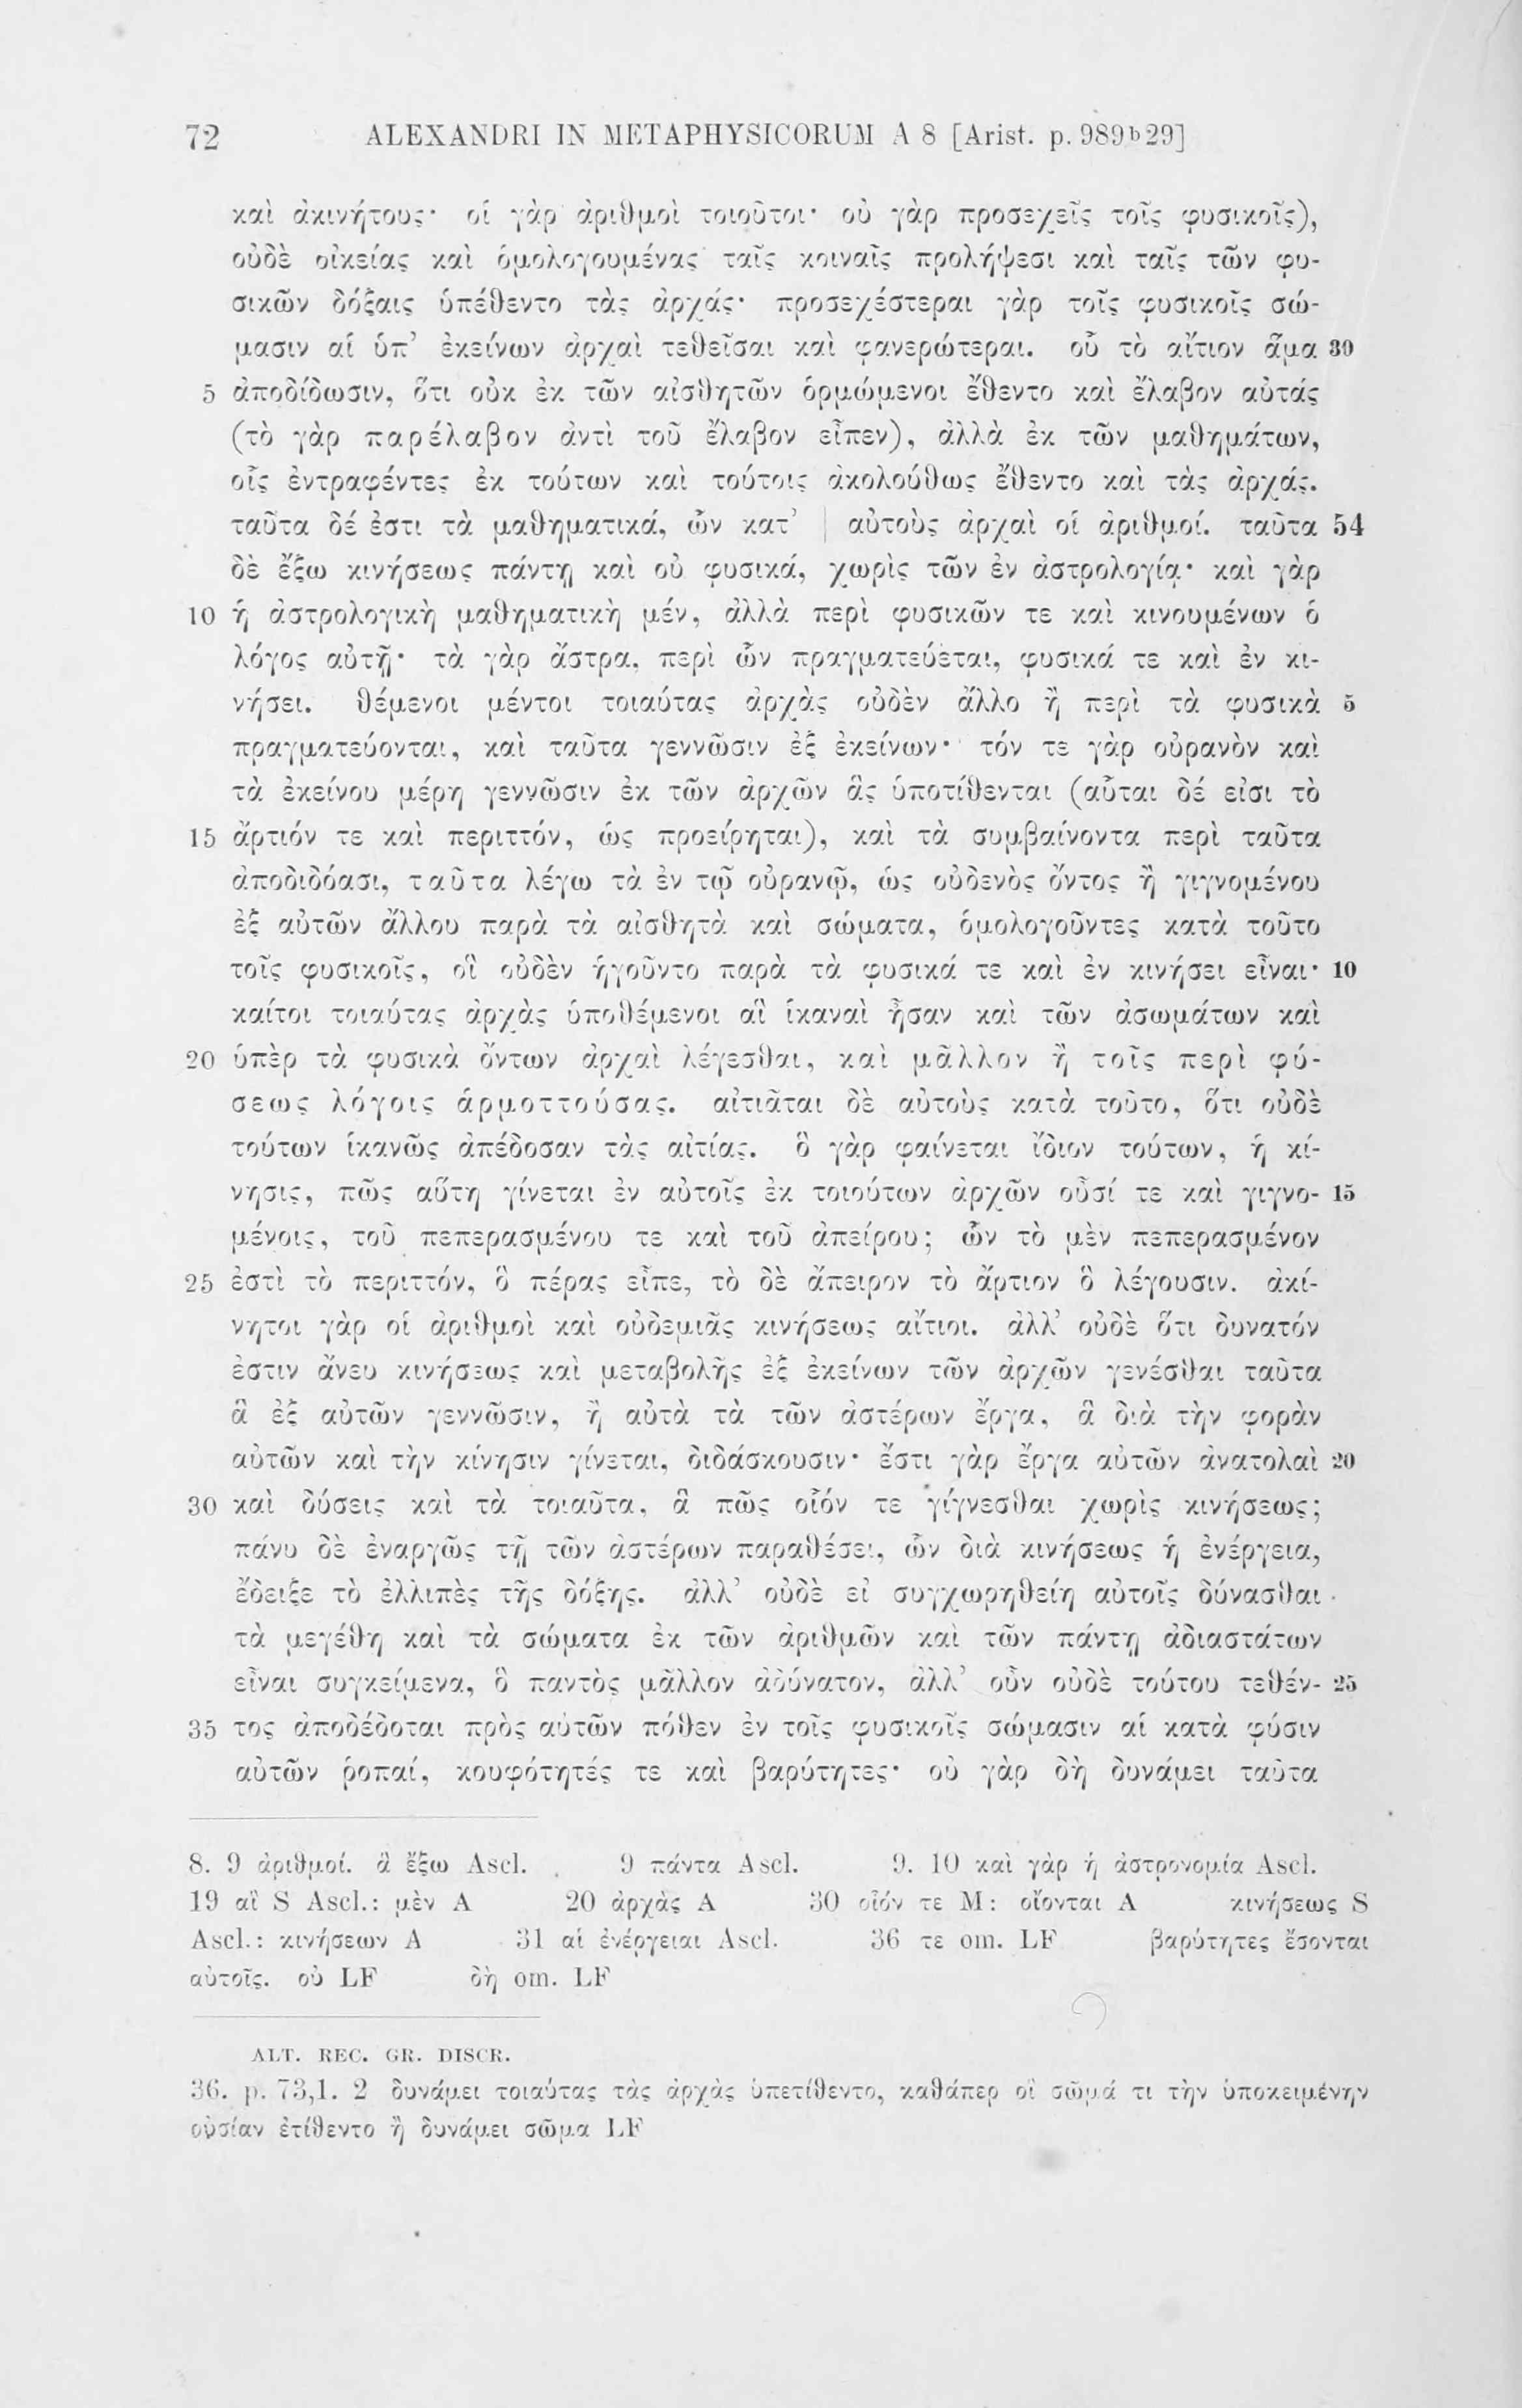 72 ALEXANDRI IN METAPHYSICORUM A 8 [Arist. p. 989ᵇ29]
καὶ ἀκινήτους· οἱ γὰρ ἀριθμοὶ τοιοῦτοι· οὐ γὰρ προσεχεῖς τοῖς φυσικοῖς),
οὐδὲ οἰκείας καὶ ὁμολογουμένας ταῖς κοιναῖς προλήψεσι καὶ ταῖς τῶν φυ-
σικῶν δόξαις ὑπέθεντο τὰς ἀρχάς· προσεχέστεραι γὰρ τοῖς φυσικοῖς σώ-
μασιν αἱ ὑπ’ ἐκείνων ἀρχαὶ τεθεῖσαι καὶ φανερώτεραι. οὗ τὸ αἴτιον ἅμα 30
5 ἀποδίδωσιν, ὅτι οὐκ ἐκ τῶν αἰσθητῶν ὁρμώμενοι ἔθεντο καὶ ἔλαβον αὐτάς
(τὸ γὰρ παρέλαβον ἀντὶ τοῦ ἔλαβον εἶπεν), ἀλλὰ ἐκ τῶν μαθημάτων,
οἷς ἐντραφέντες ἐκ τούτων καὶ τούτοις ἀκολούθως ἔθεντο καὶ τὰς ἀρχάς.
ταῦτα δέ ἐστι τὰ μαθηματικά, ὧν κατ’ | αὐτοὺς ἀρχαὶ οἱ ἀριθμοί. ταῦτα 54
δὲ ἔξω κινήσεως πάντῃ καὶ οὐ φυσικά, χωρὶς τῶν ἐν ἀστρολογίᾳ· καὶ γὰρ
10 ἡ ἀστρολογικὴ μαθηματικὴ μέν, ἀλλὰ περὶ φυσικῶν τε καὶ κινουμένων ὁ
λόγος αὐτῇ· τὰ γὰρ ἄστρα, περὶ ὧν πραγματεύεται, φυσικά τε καὶ ἐν κι-
νήσει. θέμενοι μέντοι τοιαύτας ἀρχὰς οὐδὲν ἄλλο ἢ περὶ τὰ φυσικὰ 5
πραγματεύονται, καὶ ταῦτα γεννῶσιν ἐξ ἐκείνων· τόν τε γὰρ οὐρανὸν καὶ
τὰ ἐκείνου μέρη γεννῶσιν ἐκ τῶν ἀρχῶν ἃς ὑποτίθενται (αὗται δέ εἰσι τὸ
15 ἄρτιόν τε καὶ περιττόν, ὡς προείρηται), καὶ τὰ συμβαίνοντα περὶ ταῦτα
ἀποδιδόασι, ταῦτα λέγω τὰ ἐν τῷ οὐρανῷ, ὡς οὐδενὸς ὄντος ἢ γιγνομένου
ἐξ αὐτῶν ἄλλου παρὰ τὰ αἰσθητὰ καὶ σώματα, ὁμολογοῦντες κατὰ τοῦτο
τοῖς φυσικοῖς, οἳ οὐδὲν ἡγοῦντο παρὰ τὰ φυσικά τε καὶ ἐν κινήσει εἶναι· 10
καίτοι τοιαύτας ἀρχὰς ὑποθέμενοι αἳ ἱκαναὶ ἦσαν καὶ τῶν ἀσωμάτων καὶ
20 ὑπὲρ τὰ φυσικὰ ὄντων ἀρχαὶ λέγεσθαι, καὶ μᾶλλον ἢ τοῖς περὶ φύ-
σεως λόγοις ἁρμοττούσας. αἰτιᾶται δὲ αὐτοὺς κατὰ τοῦτο, ὅτι οὐδὲ
τούτων ἱκανῶς ἀπέδοσαν τὰς αἰτίας. ὃ γὰρ φαίνεται ἴδιον τούτων, ἡ κί-
νησις, πῶς αὕτη γίνεται ἐν αὐτοῖς ἐκ τοιούτων ἀρχῶν οὖσί τε καὶ γιγνο- 15
μένοις, τοῦ πεπερασμένου τε καὶ τοῦ ἀπείρου; ὧν τὸ μὲν πεπερασμένον
25 ἐστὶ τὸ περιττόν, ὃ πέρας εἶπε, τὸ δὲ ἄπειρον τὸ ἄρτιον ὃ λέγουσιν. ἀκί-
νητοι γὰρ οἱ ἀριθμοὶ καὶ οὐδεμιᾶς κινήσεως αἴτιοι. ἀλλ’ οὐδὲ ὅτι δυνατόν
ἐστιν ἄνευ κινήσεως καὶ μεταβολῆς ἐξ ἐκείνων τῶν ἀρχῶν γενέσθαι ταῦτα
ἃ ἐξ αὐτῶν γεννῶσιν, ἢ αὐτὰ τὰ τῶν ἀστέρων ἔργα, ἃ διὰ τὴν φορὰν
αὐτῶν καὶ τὴν κίνησιν γίνεται, διδάσκουσιν· ἔστι γὰρ ἔργα αὐτῶν ἀνατολαὶ 20
30 καὶ δύσεις καὶ τὰ τοιαῦτα, ἃ πῶς οἷόν τε γίγνεσθαι χωρὶς κινήσεως;
πάνυ δὲ ἐναργῶς τῇ τῶν ἀστέρων παραθέσει, ὧν διὰ κινήσεως ἡ ἐνέργεια,
ἔδειξε τὸ ἐλλιπὲς τῆς δόξης. ἀλλ’ οὐδὲ εἰ συγχωρηθείη αὐτοῖς δύνασθαι
τὰ μεγέθη καὶ τὰ σώματα ἐκ τῶν ἀριθμῶν καὶ τῶν πάντῃ ἀδιαστάτων
εἶναι συγκείμενα, ὃ παντὸς μᾶλλον ἀδύνατον, ἀλλ’ οὖν οὐδὲ τούτου τεθέν- 25
35 τος ἀποδέδοται πρὸς αὐτῶν πόθεν ἐν τοῖς φυσικοῖς σώμασιν αἱ κατὰ φύσιν
αὐτῶν ῥοπαί, κουφότητές τε καὶ βαρύτητες· οὐ γὰρ δὴ δυνάμει ταῦτα
8. 9 ἀριθμοί. ἃ ἔξω Ascl. 9 πάντα Ascl. 9. 10 καὶ γὰρ ἡ ἀστρονομία Ascl.
19 αἳ S Ascl.: μὲν A 20 ἀρχὰς A 30 οἷόν τε M: οἴονται A κινήσεως S
Ascl.: κινήσεων A 31 αἱ ἐνέργειαι Ascl. 36 τε om. LF βαρύτητες ἔσονται
αὐτοῖς. οὐ LF δὴ om. LF
ALT. REC. GR. DISCR.
36. p. 73,1. 2 δυνάμει τοιαύτας τὰς ἀρχὰς ὑπετίθεντο, καθάπερ οἳ σῶμά τι τὴν ὑποκειμένην
οὐσίαν ἐτίθεντο ἢ δυνάμει σῶμα LF